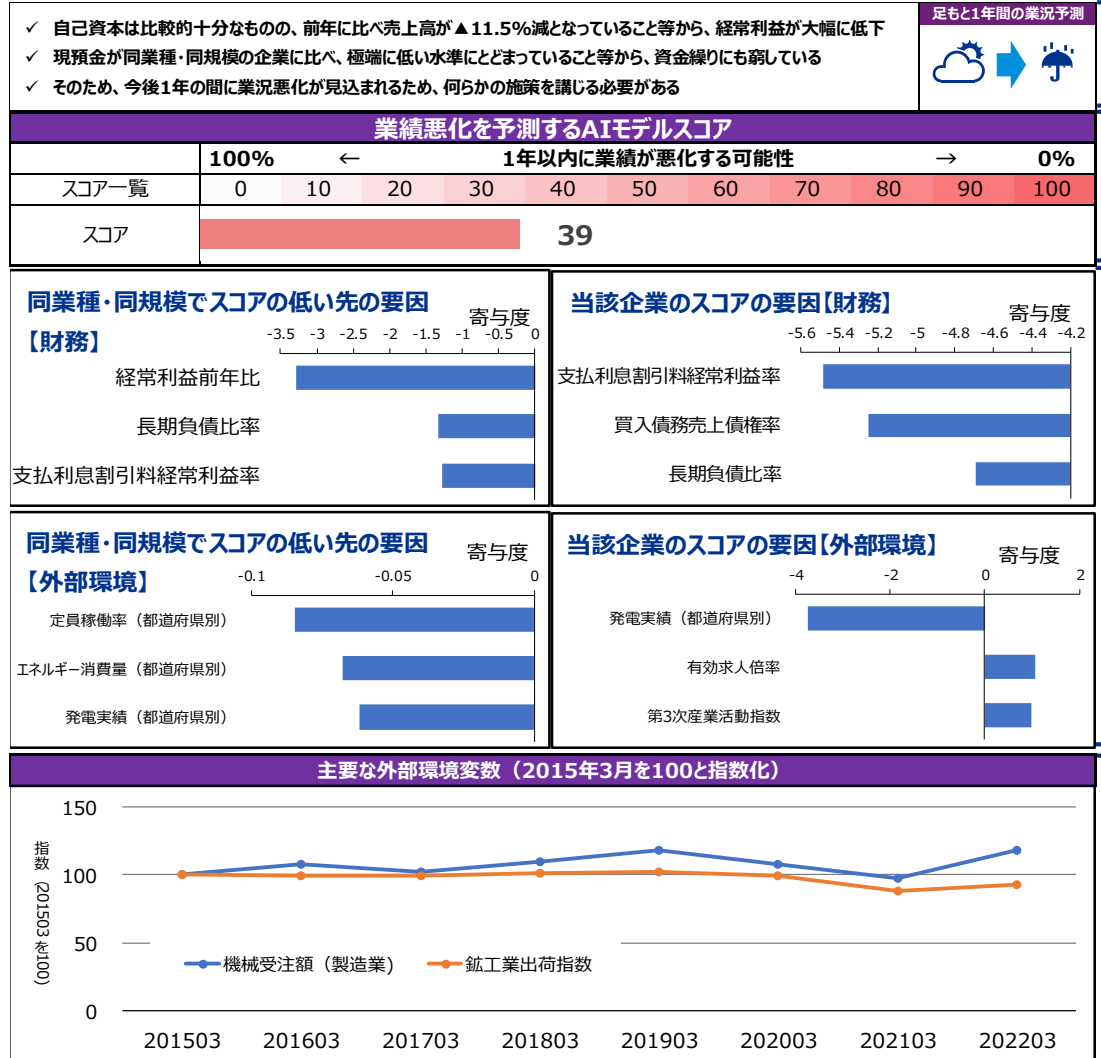 ✓ 自己資本は比較的十分なものの、前年に比べ売上高が▲11.5%減となっていること等から、経常利益が大幅に低下
✓ 現預金が同業種・同規模の企業に比べ、極端に低い水準にとどまっていること等から、資金繰りにも窮している
✓ そのため、今後1年の間に業況悪化が見込まれるため、何らかの施策を講じる必要がある
足もと1年間の業況予測
業績悪化を予測するAIモデルスコア
100% ← 1年以内に業績が悪化する可能性 → 0%
スコア一覧 0 10 20 30 40 50 60 70 80 90 100
スコア 39
同業種・同規模でスコアの低い先の要因
【財務】
寄与度
-3.5 -3 -2.5 -2 -1.5 -1 -0.5 0
経常利益前年比
長期負債比率
支払利息割引料経常利益率
当該企業のスコアの要因【財務】
寄与度
-5.6 -5.4 -5.2 -5 -4.8 -4.6 -4.4 -4.2
支払利息割引料経常利益率
買入債務売上債権率
長期負債比率
同業種・同規模でスコアの低い先の要因
【外部環境】
寄与度
-0.1 -0.05 0
定員稼働率（都道府県別）
エネルギー消費量（都道府県別）
発電実績（都道府県別）
当該企業のスコアの要因【外部環境】
寄与度
-4 -2 0 2
発電実績（都道府県別）
有効求人倍率
第3次産業活動指数
主要な外部環境変数（2015年3月を100と指数化）
指数（201503を100）
150
100
50
0
機械受注額（製造業) 鉱工業出荷指数
201503 201603 201703 201803 201903 202003 202103 202203